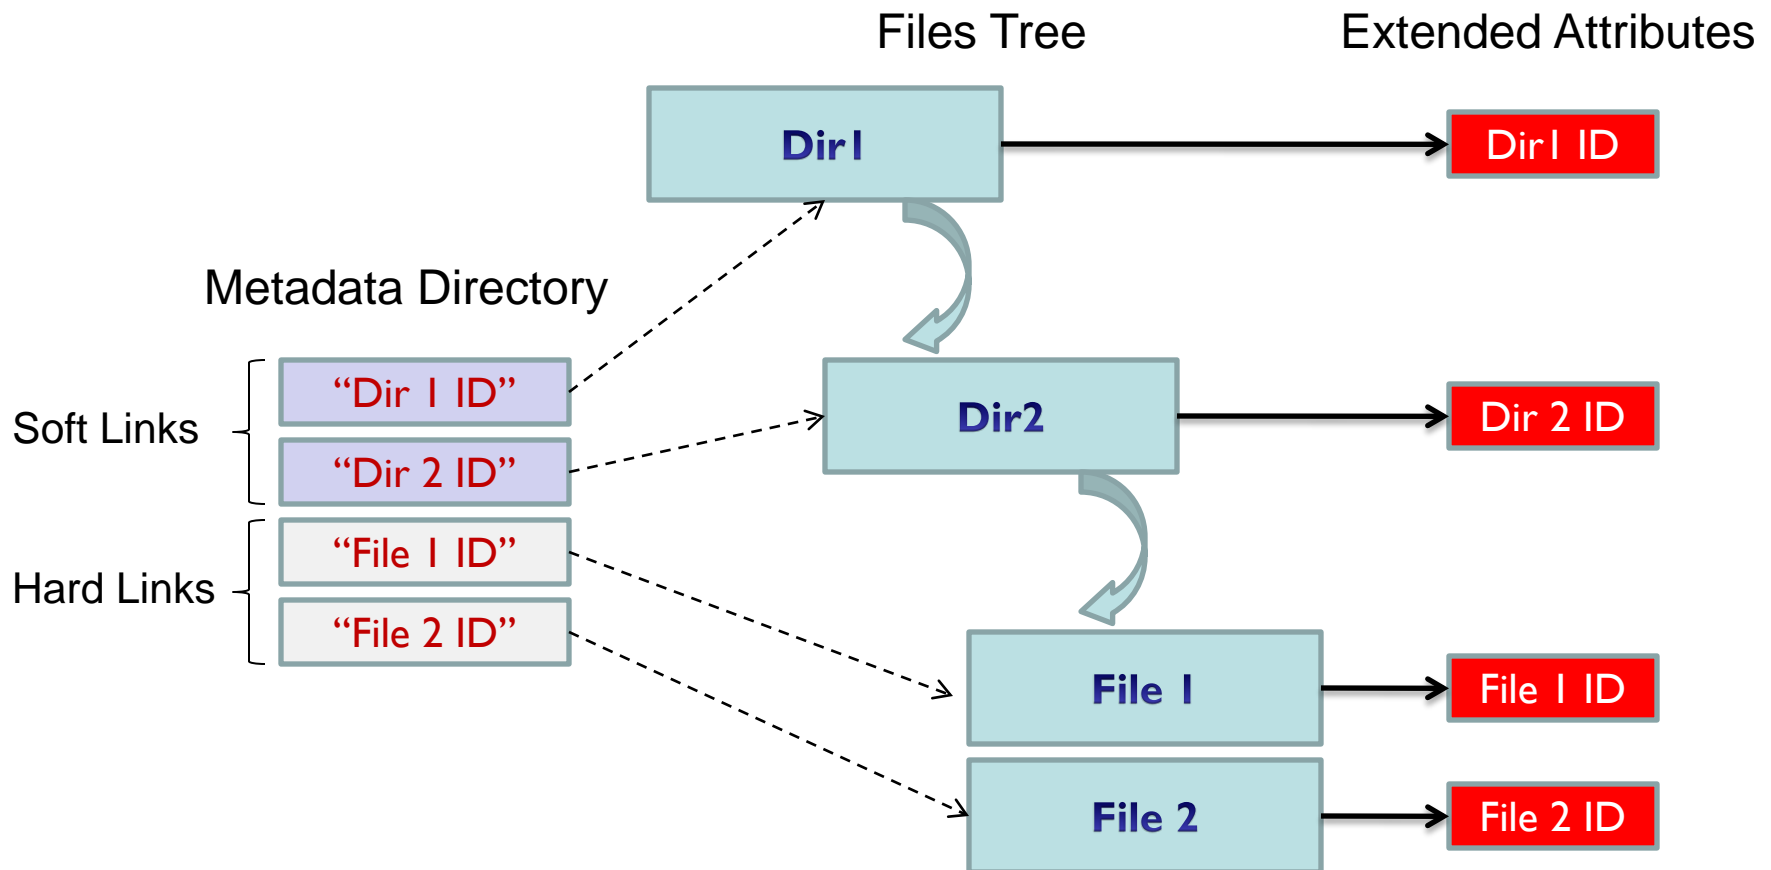 Files Tree
Extended Attributes
Dir1
Dir1 ID
Metadada Directory
Soft Links
"Dir 1 ID"
"Dir 2 ID"
Dir2
Dir 2 ID
Hard Links
"File 1 ID"
"File 2 ID"
File 1
File 1 ID
File 2
File 2 ID